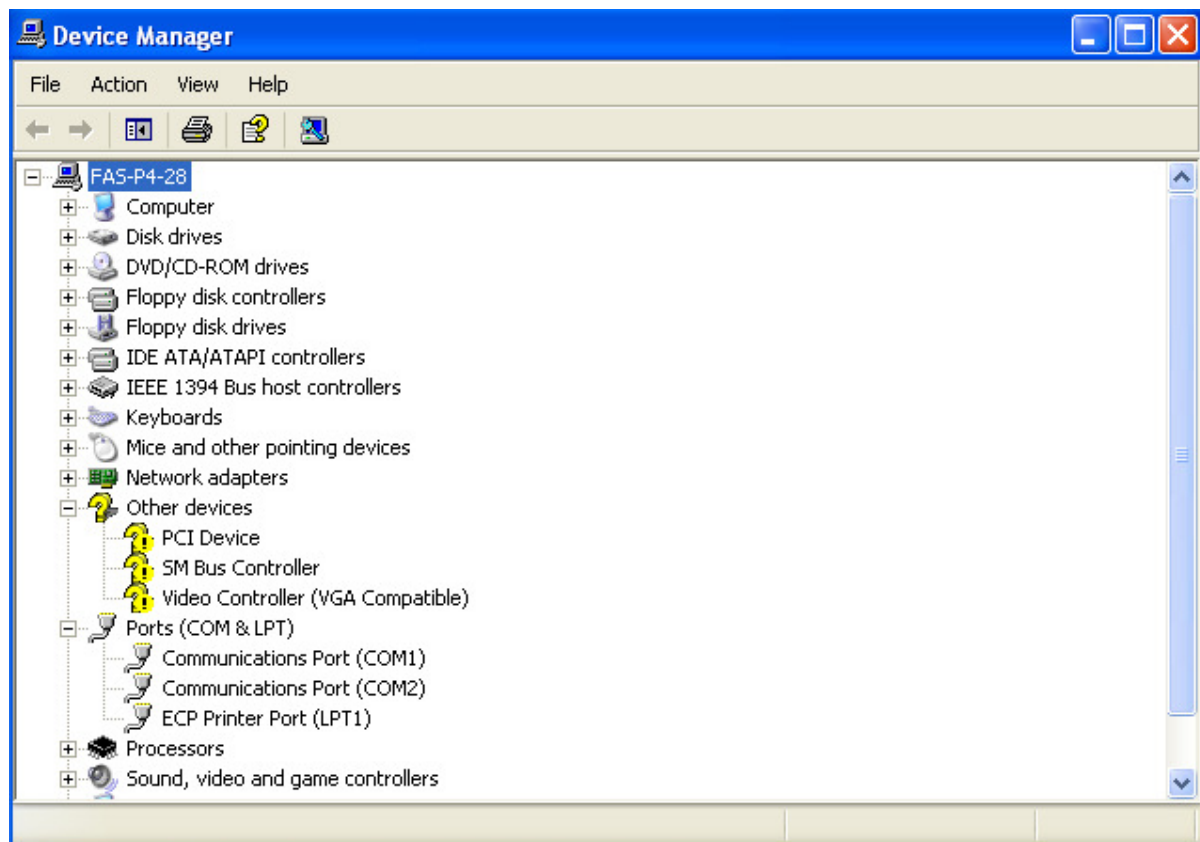 Device Manager
File Action View Help
FAS-P4-28
Computer
Disk drives
DVD/CD-ROM drives
Floppy disk controllers
Floppy disk drives
IDE ATA/ATAPI controllers
IEEE 1394 Bus host controllers
Keyboards
Mice and other pointing devices
Network adapters
Other devices
PCI Device
SM Bus Controller
Video Controller (VGA Compatible)
Ports (COM & LPT)
Communications Port (COM1)
Communications Port (COM2)
ECP Printer Port (LPT1)
Processors
Sound, video and game controllers